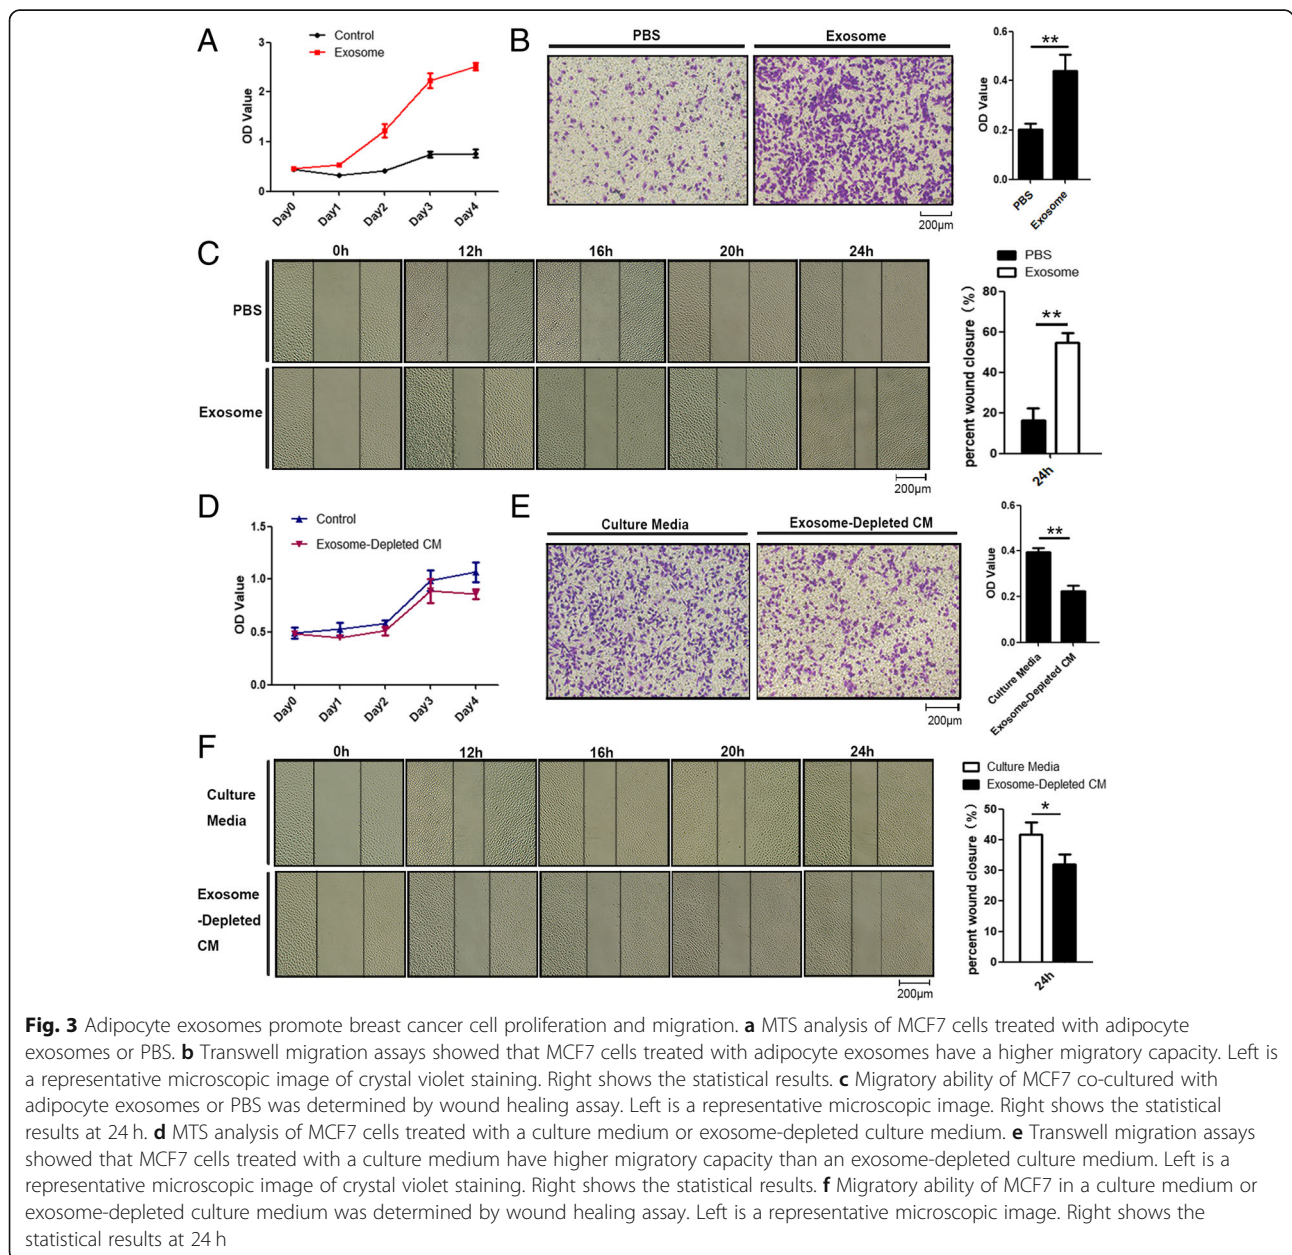 A
Control
Exosome
OD Value
3
2
1
0
Day0
Day1
Day2
Day3
Day4
B
PBS
Exosome
200μm
OD Value
0.6
0.4
0.2
0.0
**
PBS
Exosome
C
0h
12h
16h
20h
24h
PBS
Exosome
200μm
PBS
Exosome
percent wound closure (%)
80
60
40
20
0
**
24h
D
Control
Exosome-Depleted CM
OD Value
1.5
1.0
0.5
0.0
Day0
Day1
Day2
Day3
Day4
E
Culture Media
Exosome-Depleted CM
200μm
OD Value
0.6
0.4
0.2
0.0
**
Culture Media
Exosome-Depleted CM
F
0h
12h
16h
20h
24h
Culture
Media
Exosome
-Depleted
CM
200μm
Culture Media
Exosome-Depleted CM
percent wound closure (%)
50
40
30
20
10
0
*
24h
Fig. 3 Adipocyte exosomes promote breast cancer cell proliferation and migration. a MTS analysis of MCF7 cells treated with adipocyte
exosomes or PBS. b Transwell migration assays showed that MCF7 cells treated with adipocyte exosomes have a higher migratory capacity. Left is
a representative microscopic image of crystal violet staining. Right shows the statistical results. c Migratory ability of MCF7 co-cultured with
adipocyte exosomes or PBS was determined by wound healing assay. Left is a representative microscopic image. Right shows the statistical
results at 24 h. d MTS analysis of MCF7 cells treated with a culture medium or exosome-depleted culture medium. e Transwell migration assays
showed that MCF7 cells treated with a culture medium have higher migratory capacity than an exosome-depleted culture medium. Left is a
representative microscopic image of crystal violet staining. Right shows the statistical results. f Migratory ability of MCF7 in a culture medium or
exosome-depleted culture medium was determined by wound healing assay. Left is a representative microscopic image. Right shows the
statistical results at 24 h